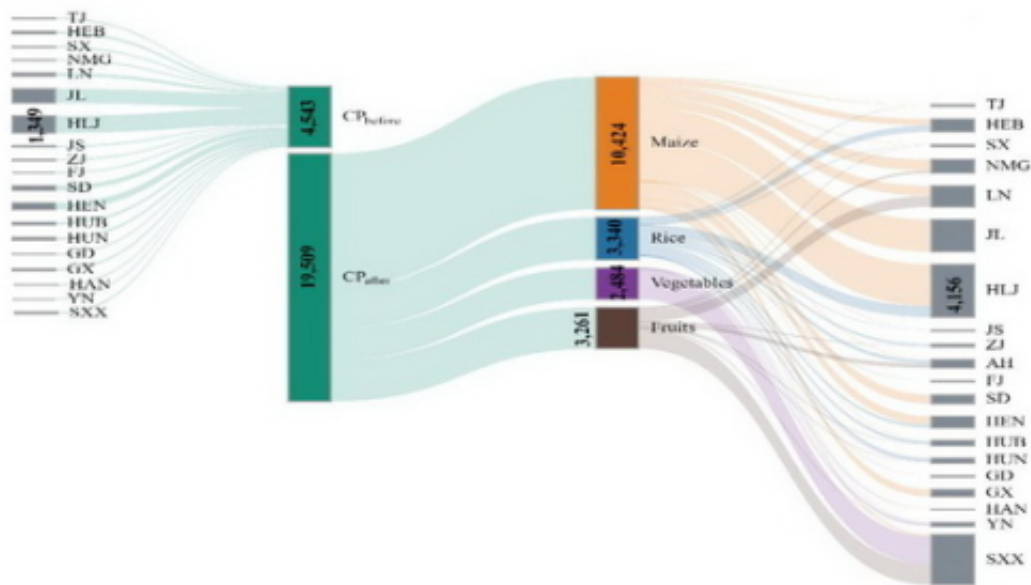 TJ
HEB
SX
NMG
LN
JL
HLJ
1,349
JS
ZJ
FJ
SD
HEN
HUB
HUN
GD
GX
HAN
YN
SXX
4,543
CPbefore
19,509
CPafter
10,424
Maize
3,340
Rice
2,484
Vegetables
3,261
Fruits
TJ
HEB
SX
NMG
LN
JL
HLJ
4,156
JS
ZJ
AH
FJ
SD
HEN
HUB
HUN
GD
GX
HAN
YN
SXX